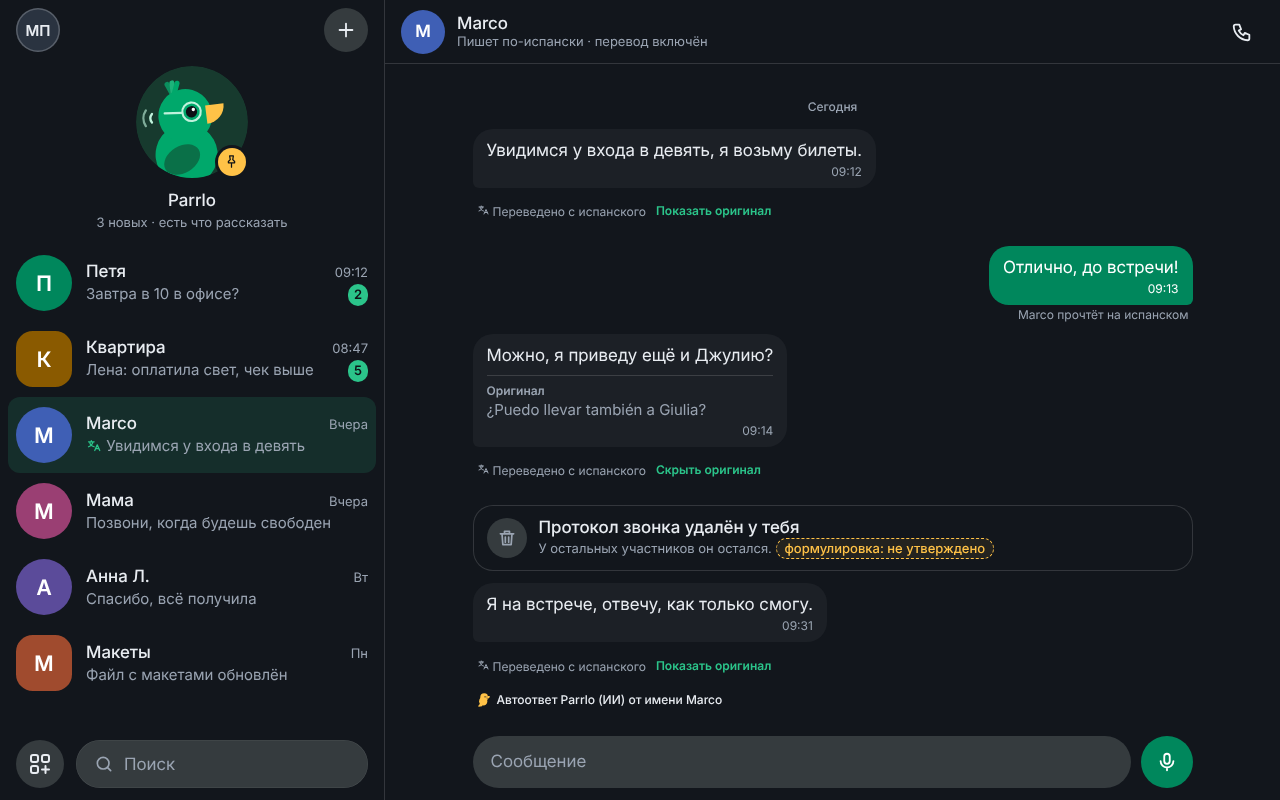 МП
Parrlo
3 новых · есть что рассказать
П
Петя
09:12
Завтра в 10 в офисе?
2
К
Квартира
08:47
Лена: оплатила свет, чек выше
5
M
Marco
Вчера
Увидимся у входа в девять
М
Мама
Вчера
Позвони, когда будешь свободен
А
Анна Л.
Вт
Спасибо, всё получила
М
Макеты
Пн
Файл с макетами обновлён
Поиск
M
Marco
Пишет по-испански · перевод включён
Сегодня
Увидимся у входа в девять, я возьму билеты.
09:12
Переведено с испанского Показать оригинал
Отлично, до встречи!
09:13
Marco прочтёт на испанском
Можно, я приведу ещё и Джулию?
Оригинал
¿Puedo llevar también a Giulia?
09:14
Переведено с испанского Скрыть оригинал
Протокол звонка удалён у тебя
У остальных участников он остался. формулировка: не утверждено
Я на встрече, отвечу, как только смогу.
09:31
Переведено с испанского Показать оригинал
Автоответ Parrlo (ИИ) от имени Marco
Сообщение